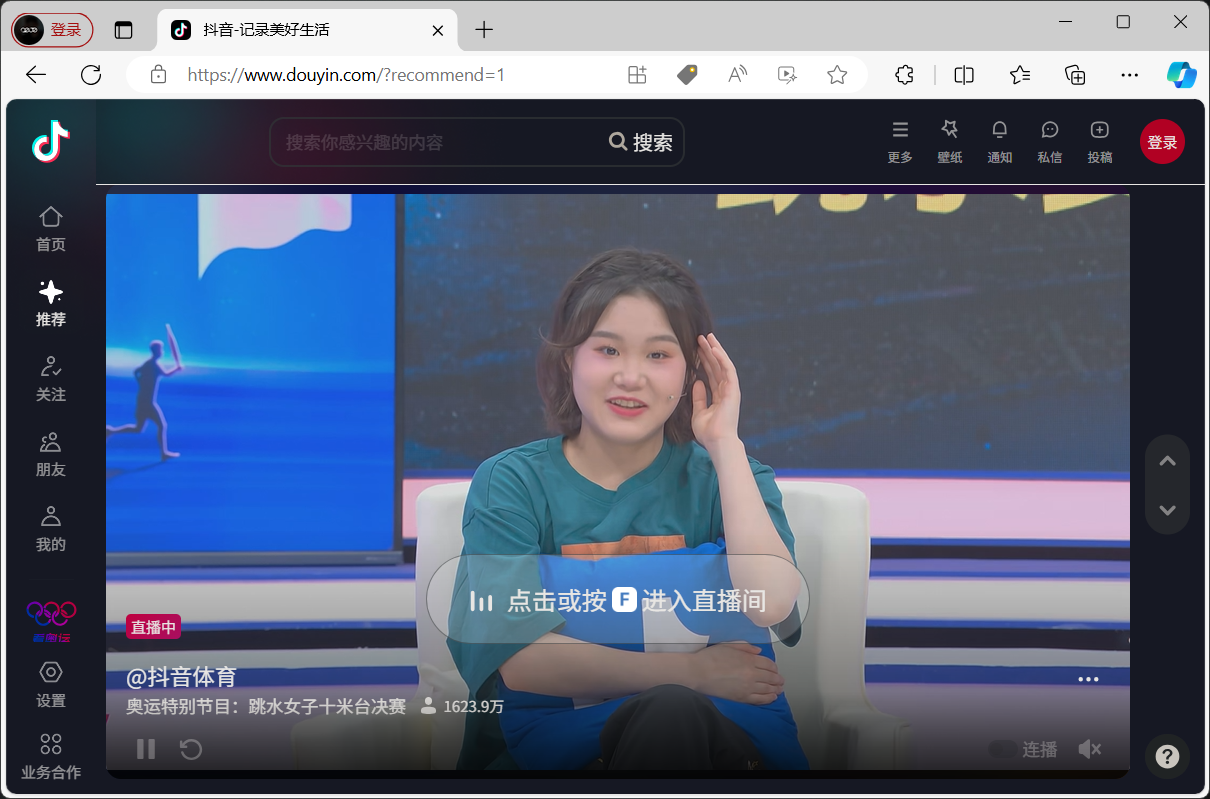 登录
抖音-记录美好生活
https://www.douyin.com/?recommend=1
搜索你感兴趣的内容
搜索
更多
壁纸
通知
私信
投稿
登录
首页
推荐
关注
朋友
我的
设置
业务合作
点击或按 F 进入直播间
直播中
@抖音体育
奥运特别节目：跳水女子十米台决赛 1623.9万
连播